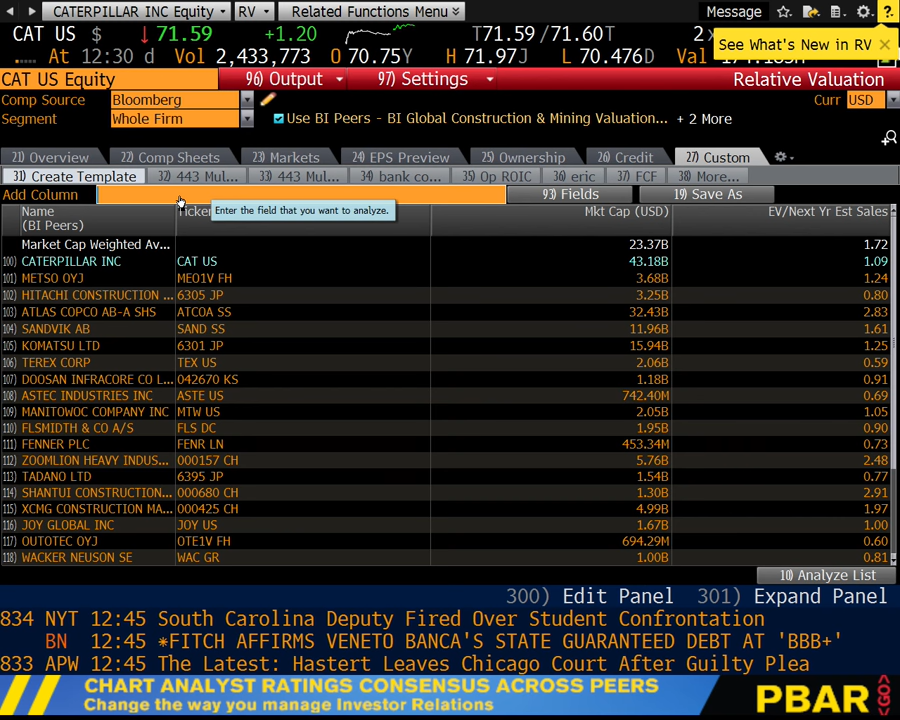 CATERPILLAR INC Equity RV Related Functions Menu Message
CAT US $ 71.59 +1.20 T71.59 /71.60T
At 12:30 d Vol 2,433,773 O 70.75Y H 71.97J L 70.476D Val
See What's New in RV ×
CAT US Equity 96) Output 97) Settings Relative Valuation
Comp Source Bloomberg Curr USD
Segment Whole Firm Use BI Peers - BI Global Construction & Mining Valuation... + 2 More
21) Overview 22) Comp Sheets 23) Markets 24) EPS Preview 25) Ownership 26) Credit 27) Custom
31) Create Template 32) 443 Mul... 33) 443 Mul... 34) bank co... 35) Op ROIC 36) eric 37) FCF 38) More...
Add Column 93) Fields 19) Save As
Enter the field that you want to analyze.
Name Ticker Mkt Cap (USD) EV/Next Yr Est Sales
(BI Peers)
Market Cap Weighted Av... 23.37B 1.72
100) CATERPILLAR INC CAT US 43.18B 1.09
101) METSO OYJ MEO1V FH 3.68B 1.24
102) HITACHI CONSTRUCTION ... 6305 JP 3.25B 0.80
103) ATLAS COPCO AB-A SHS ATCOA SS 32.43B 2.83
104) SANDVIK AB SAND SS 11.96B 1.61
105) KOMATSU LTD 6301 JP 15.94B 1.25
106) TEREX CORP TEX US 2.06B 0.59
107) DOOSAN INFRACORE CO L... 042670 KS 1.18B 0.91
108) ASTEC INDUSTRIES INC ASTE US 742.40M 0.69
109) MANITOWOC COMPANY INC MTW US 2.05B 1.05
110) FLSMIDTH & CO A/S FLS DC 1.95B 0.90
111) FENNER PLC FENR LN 453.34M 0.73
112) ZOOMLION HEAVY INDUS... 000157 CH 5.76B 2.48
113) TADANO LTD 6395 JP 1.54B 0.77
114) SHANTUI CONSTRUCTION... 000680 CH 1.30B 2.91
115) XCMG CONSTRUCTION MA... 000425 CH 4.99B 1.97
116) JOY GLOBAL INC JOY US 1.67B 1.00
117) OUTOTEC OYJ OTE1V FH 694.29M 0.60
118) WACKER NEUSON SE WAC GR 1.00B 0.81
10) Analyze List
300) Edit Panel 301) Expand Panel
834 NYT 12:45 South Carolina Deputy Fired Over Student Confrontation
BN 12:45 *FITCH AFFIRMS VENETO BANCA'S STATE GUARANTEED DEBT AT 'BBB+'
833 APW 12:45 The Latest: Hastert Leaves Chicago Court After Guilty Plea
CHART ANALYST RATINGS CONSENSUS ACROSS PEERS
Change the way you manage Investor Relations
PBAR GO